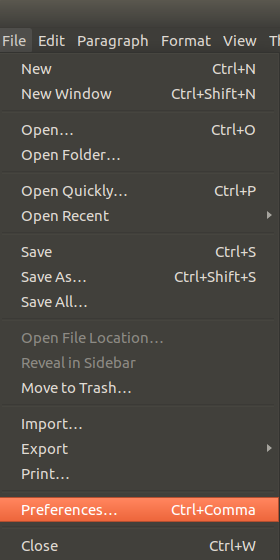 File Edit Paragraph Format View
New Ctrl+N
New Window Ctrl+Shift+N
Open… Ctrl+O
Open Folder…
Open Quickly… Ctrl+P
Open Recent
Save Ctrl+S
Save As… Ctrl+Shift+S
Save All…
Open File Location…
Reveal in Sidebar
Move to Trash…
Import…
Export
Print…
Preferences… Ctrl+Comma
Close Ctrl+W